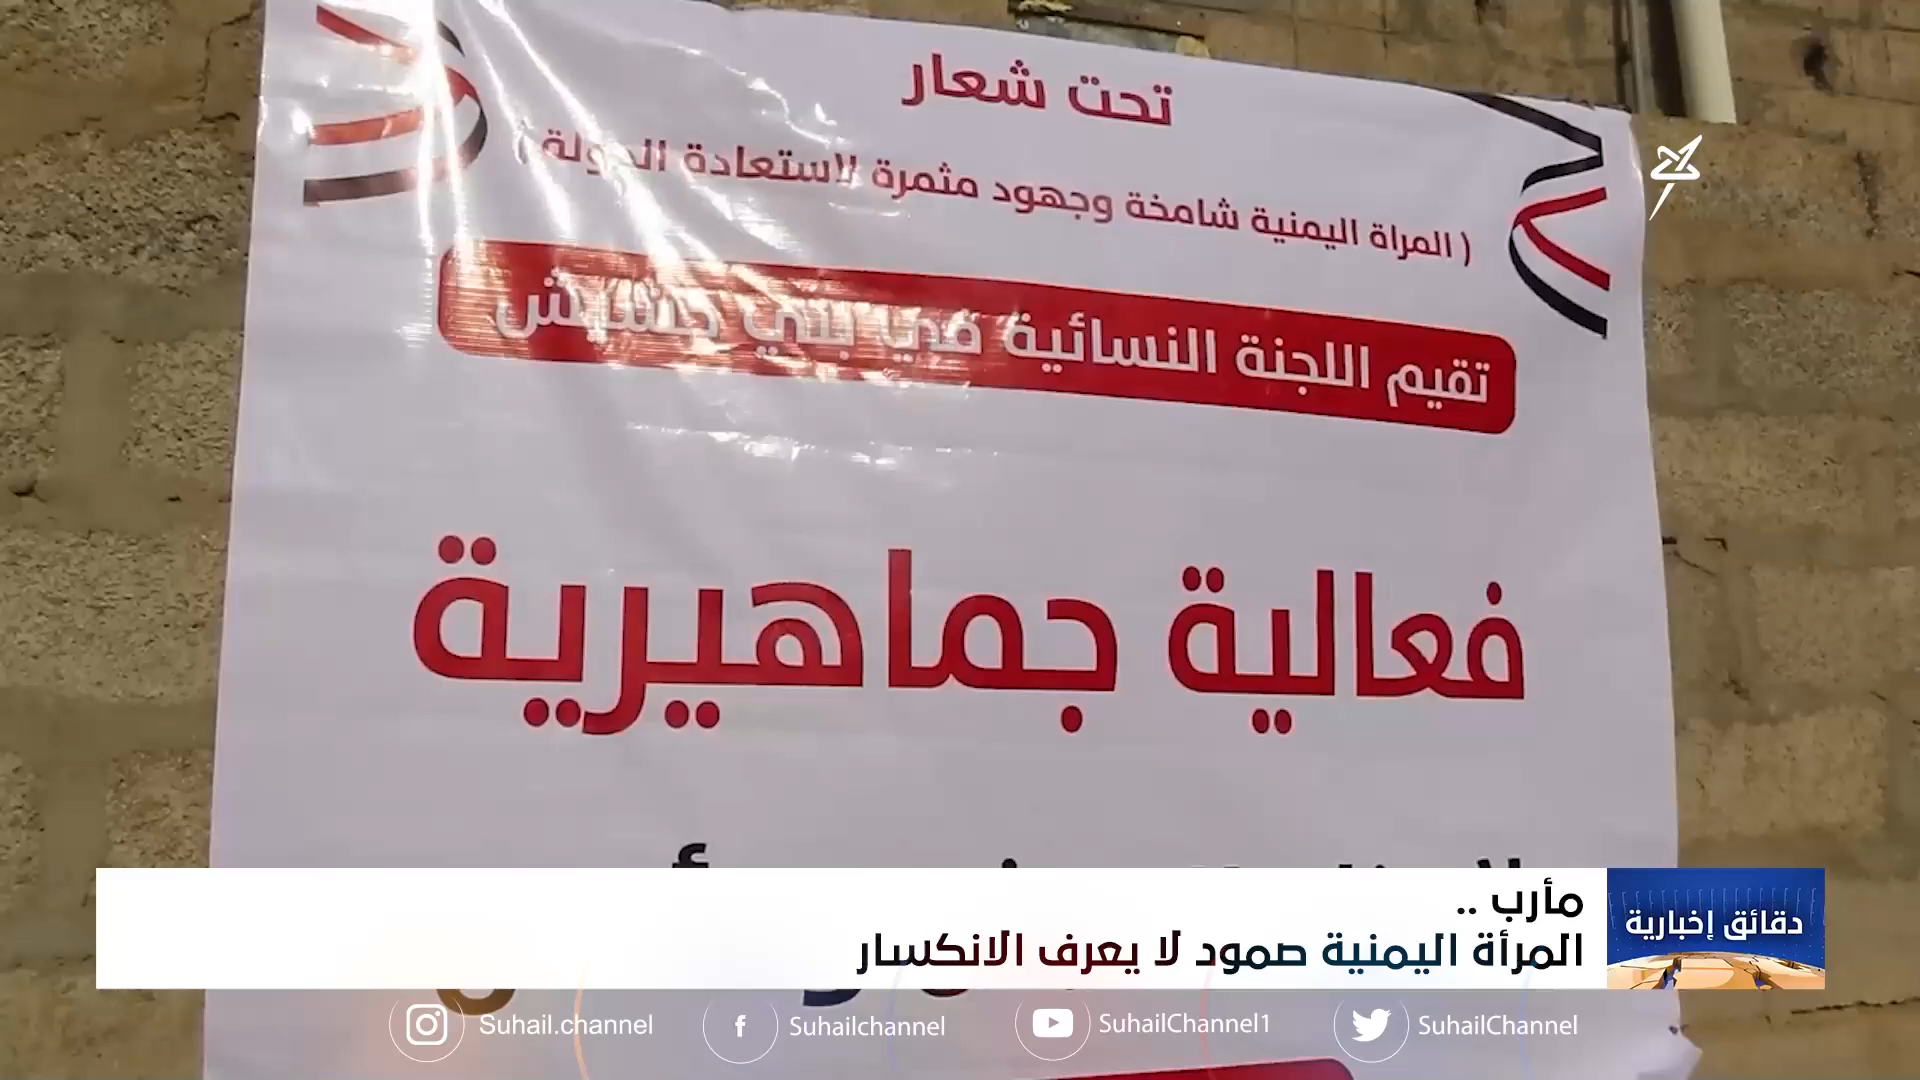 تحت شعار
( المراة اليمنية شامخة وجهود مثمرة لاستعادة الدولة )
تقيم اللجنة النسائية في بني حشيش
فعالية جماهيرية
دقائق إخبارية
مأرب ..
المرأة اليمنية صمود لا يعرف الانكسار
Suhail.channel
Suhailchannel
SuhailChannel1
SuhailChannel